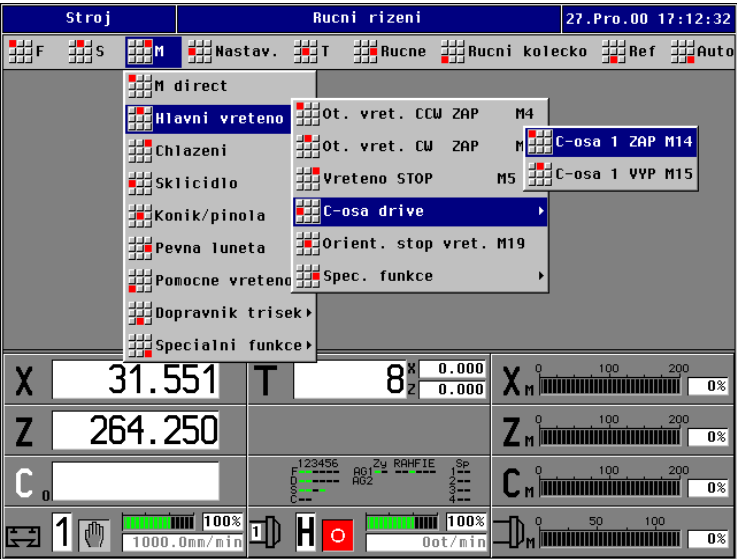 Stroj Rucni rizeni 27.Pro.00 17:12:32
F S M Nastav. T Rucne Rucni kolecko Ref Auto
M direct
Hlavni vreteno
Chlazeni
Sklicidlo
Konik/pinola
Pevna luneta
Pomocne vreteno
Dopravnik trisek
Specialni funkce
Ot. vret. CCW ZAP M4
Ot. vret. CW ZAP M
Vreteno STOP M5
C-osa drive
Orient. stop vret. M19
Spec. funkce
C-osa 1 ZAP M14
C-osa 1 VYP M15
X 31.551 T 8 X 0.000 Z 0.000 X M 0 100 200 0%
Z 264.250 Z M 0 100 200 0%
C 0 123456 Zy RAHFIE Sp C M 0 100 200 0%
F AG1 1
D AG2 2
S 3
C 4
1 100% 1000.0mm/min 1 H 100% 0ot/min M 0 50 100 0%